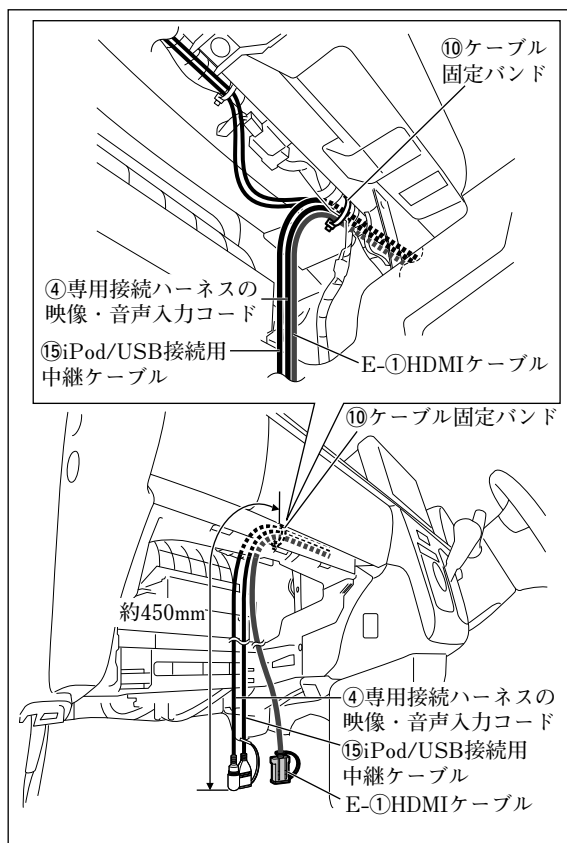 ⑩ケーブル
固定バンド
④専用接続ハーネスの
映像・音声入力コード
⑮iPod/USB接続用
中継ケーブル
E-①HDMIケーブル
⑩ケーブル固定バンド
約450mm
④専用接続ハーネスの
映像・音声入力コード
⑮iPod/USB接続用
中継ケーブル
E-①HDMIケーブル